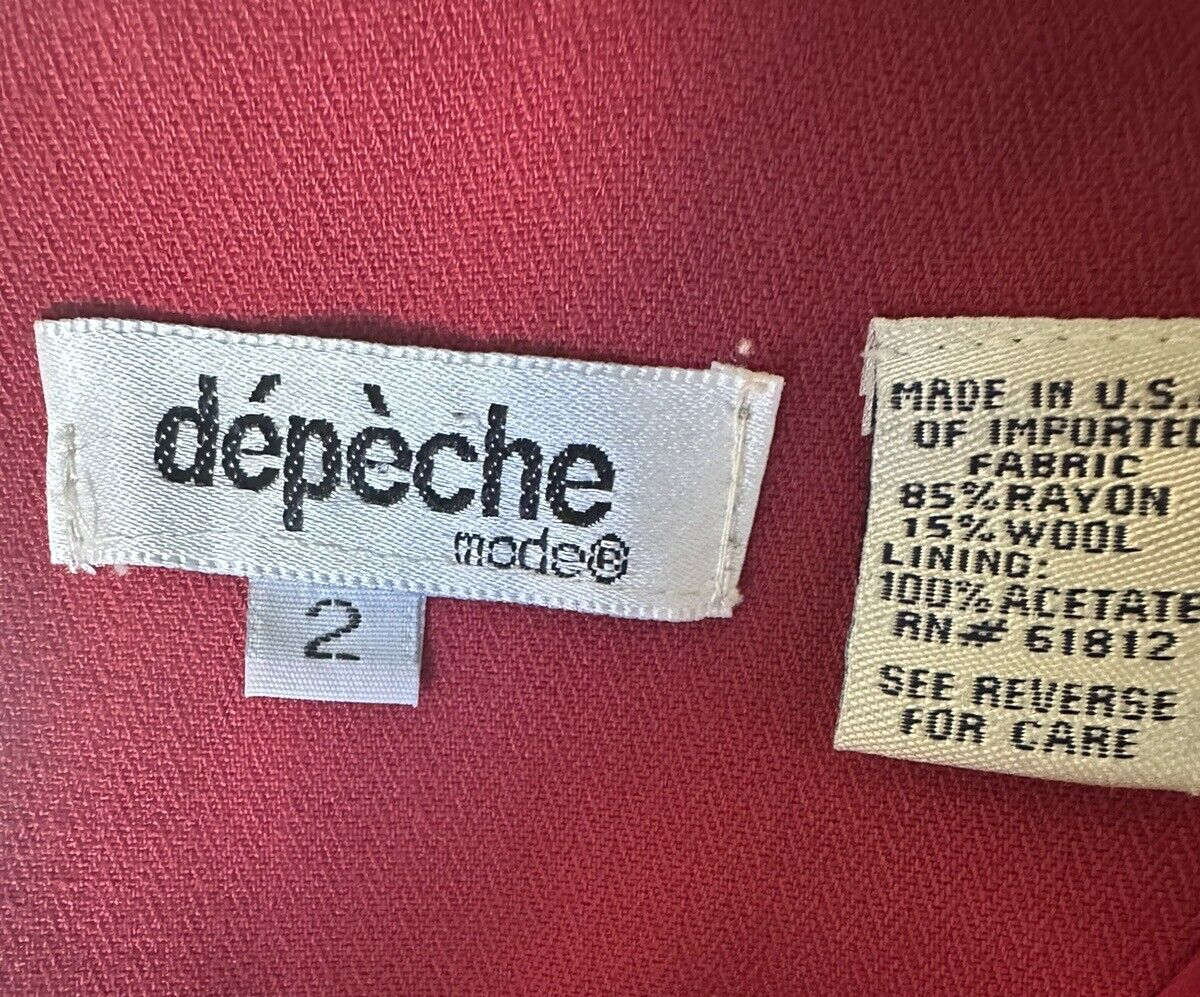 dépèche
mode®
2
MADE IN U.S.
OF IMPORTED
FABRIC
85% RAYON
15% WOOL
LINING:
100% ACETATE
RN# 61812
SEE REVERSE
FOR CARE